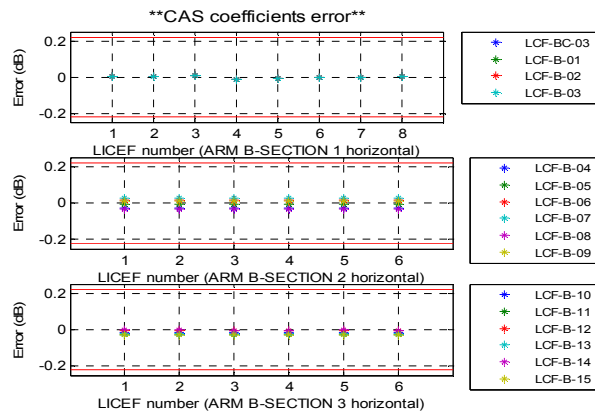 **CAS coefficients error**
Error (dB)
0.2
0
-0.2
1 2 3 4 5 6 7 8
LICEF number (ARM B-SECTION 1 horizontal)
LCF-BC-03
LCF-B-01
LCF-B-02
LCF-B-03
Error (dB)
0.2
0
-0.2
1 2 3 4 5 6
LICEF number (ARM B-SECTION 2 horizontal)
LCF-B-04
LCF-B-05
LCF-B-06
LCF-B-07
LCF-B-08
LCF-B-09
Error (dB)
0.2
0
-0.2
1 2 3 4 5 6
LICEF number (ARM B-SECTION 3 horizontal)
LCF-B-10
LCF-B-11
LCF-B-12
LCF-B-13
LCF-B-14
LCF-B-15